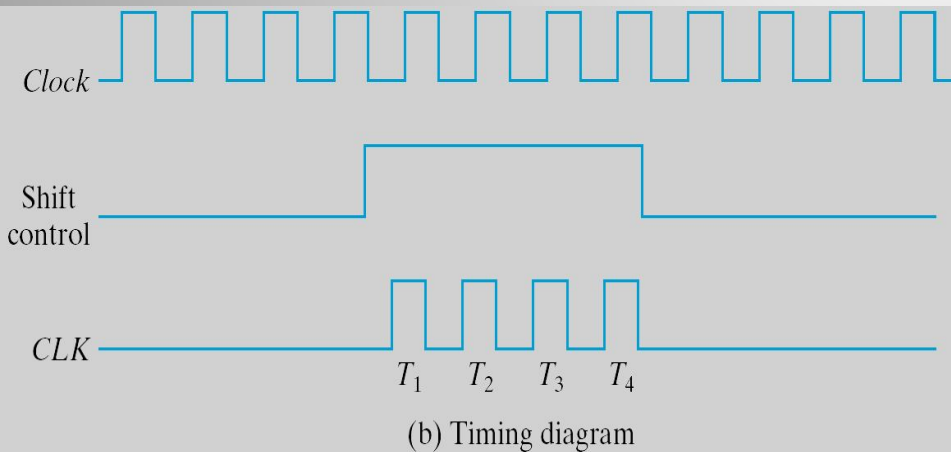 Clock
Shift
control
CLK
T₁ T₂ T₃ T₄
(b) Timing diagram